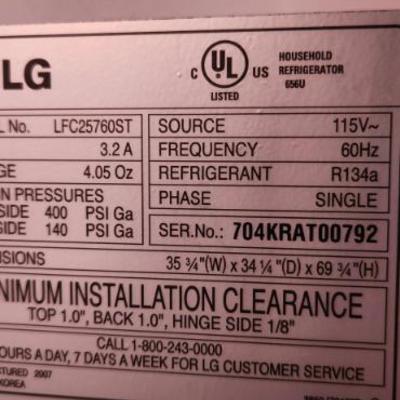 LG
C UL US
LISTED
HOUSEHOLD
REFRIGERATOR
656U
L No. LFC25760ST
3.2 A
GE 4.05 Oz
N PRESSURES
SIDE 400 PSI Ga
SIDE 140 PSI Ga
SOURCE 115V~
FREQUENCY 60Hz
REFRIGERANT R134a
PHASE SINGLE
SER.No.: 704KRAT00792
SIONS 35 ¾"(W) x 34 ¼"(D) x 69 ¾"(H)
NIMUM INSTALLATION CLEARANCE
TOP 1.0", BACK 1.0", HINGE SIDE 1/8"
CALL 1-800-243-0000
OURS A DAY, 7 DAYS A WEEK FOR LG CUSTOMER SERVICE
CTURED 2007
KOREA